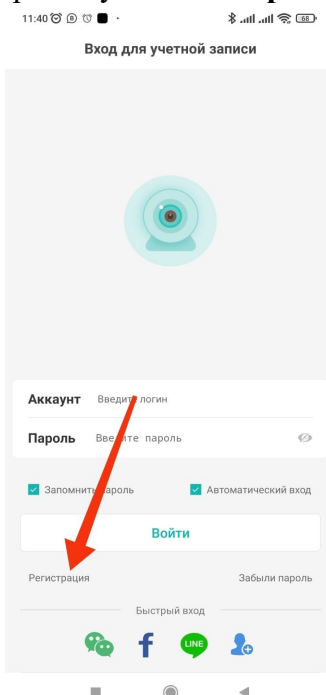 11:40
68
Вход для учетной записи
Аккаунт Введите логин
Пароль Введите пароль
Запомнить пароль Автоматический вход
Войти
Регистрация Забыли пароль
Быстрый вход
f LINE